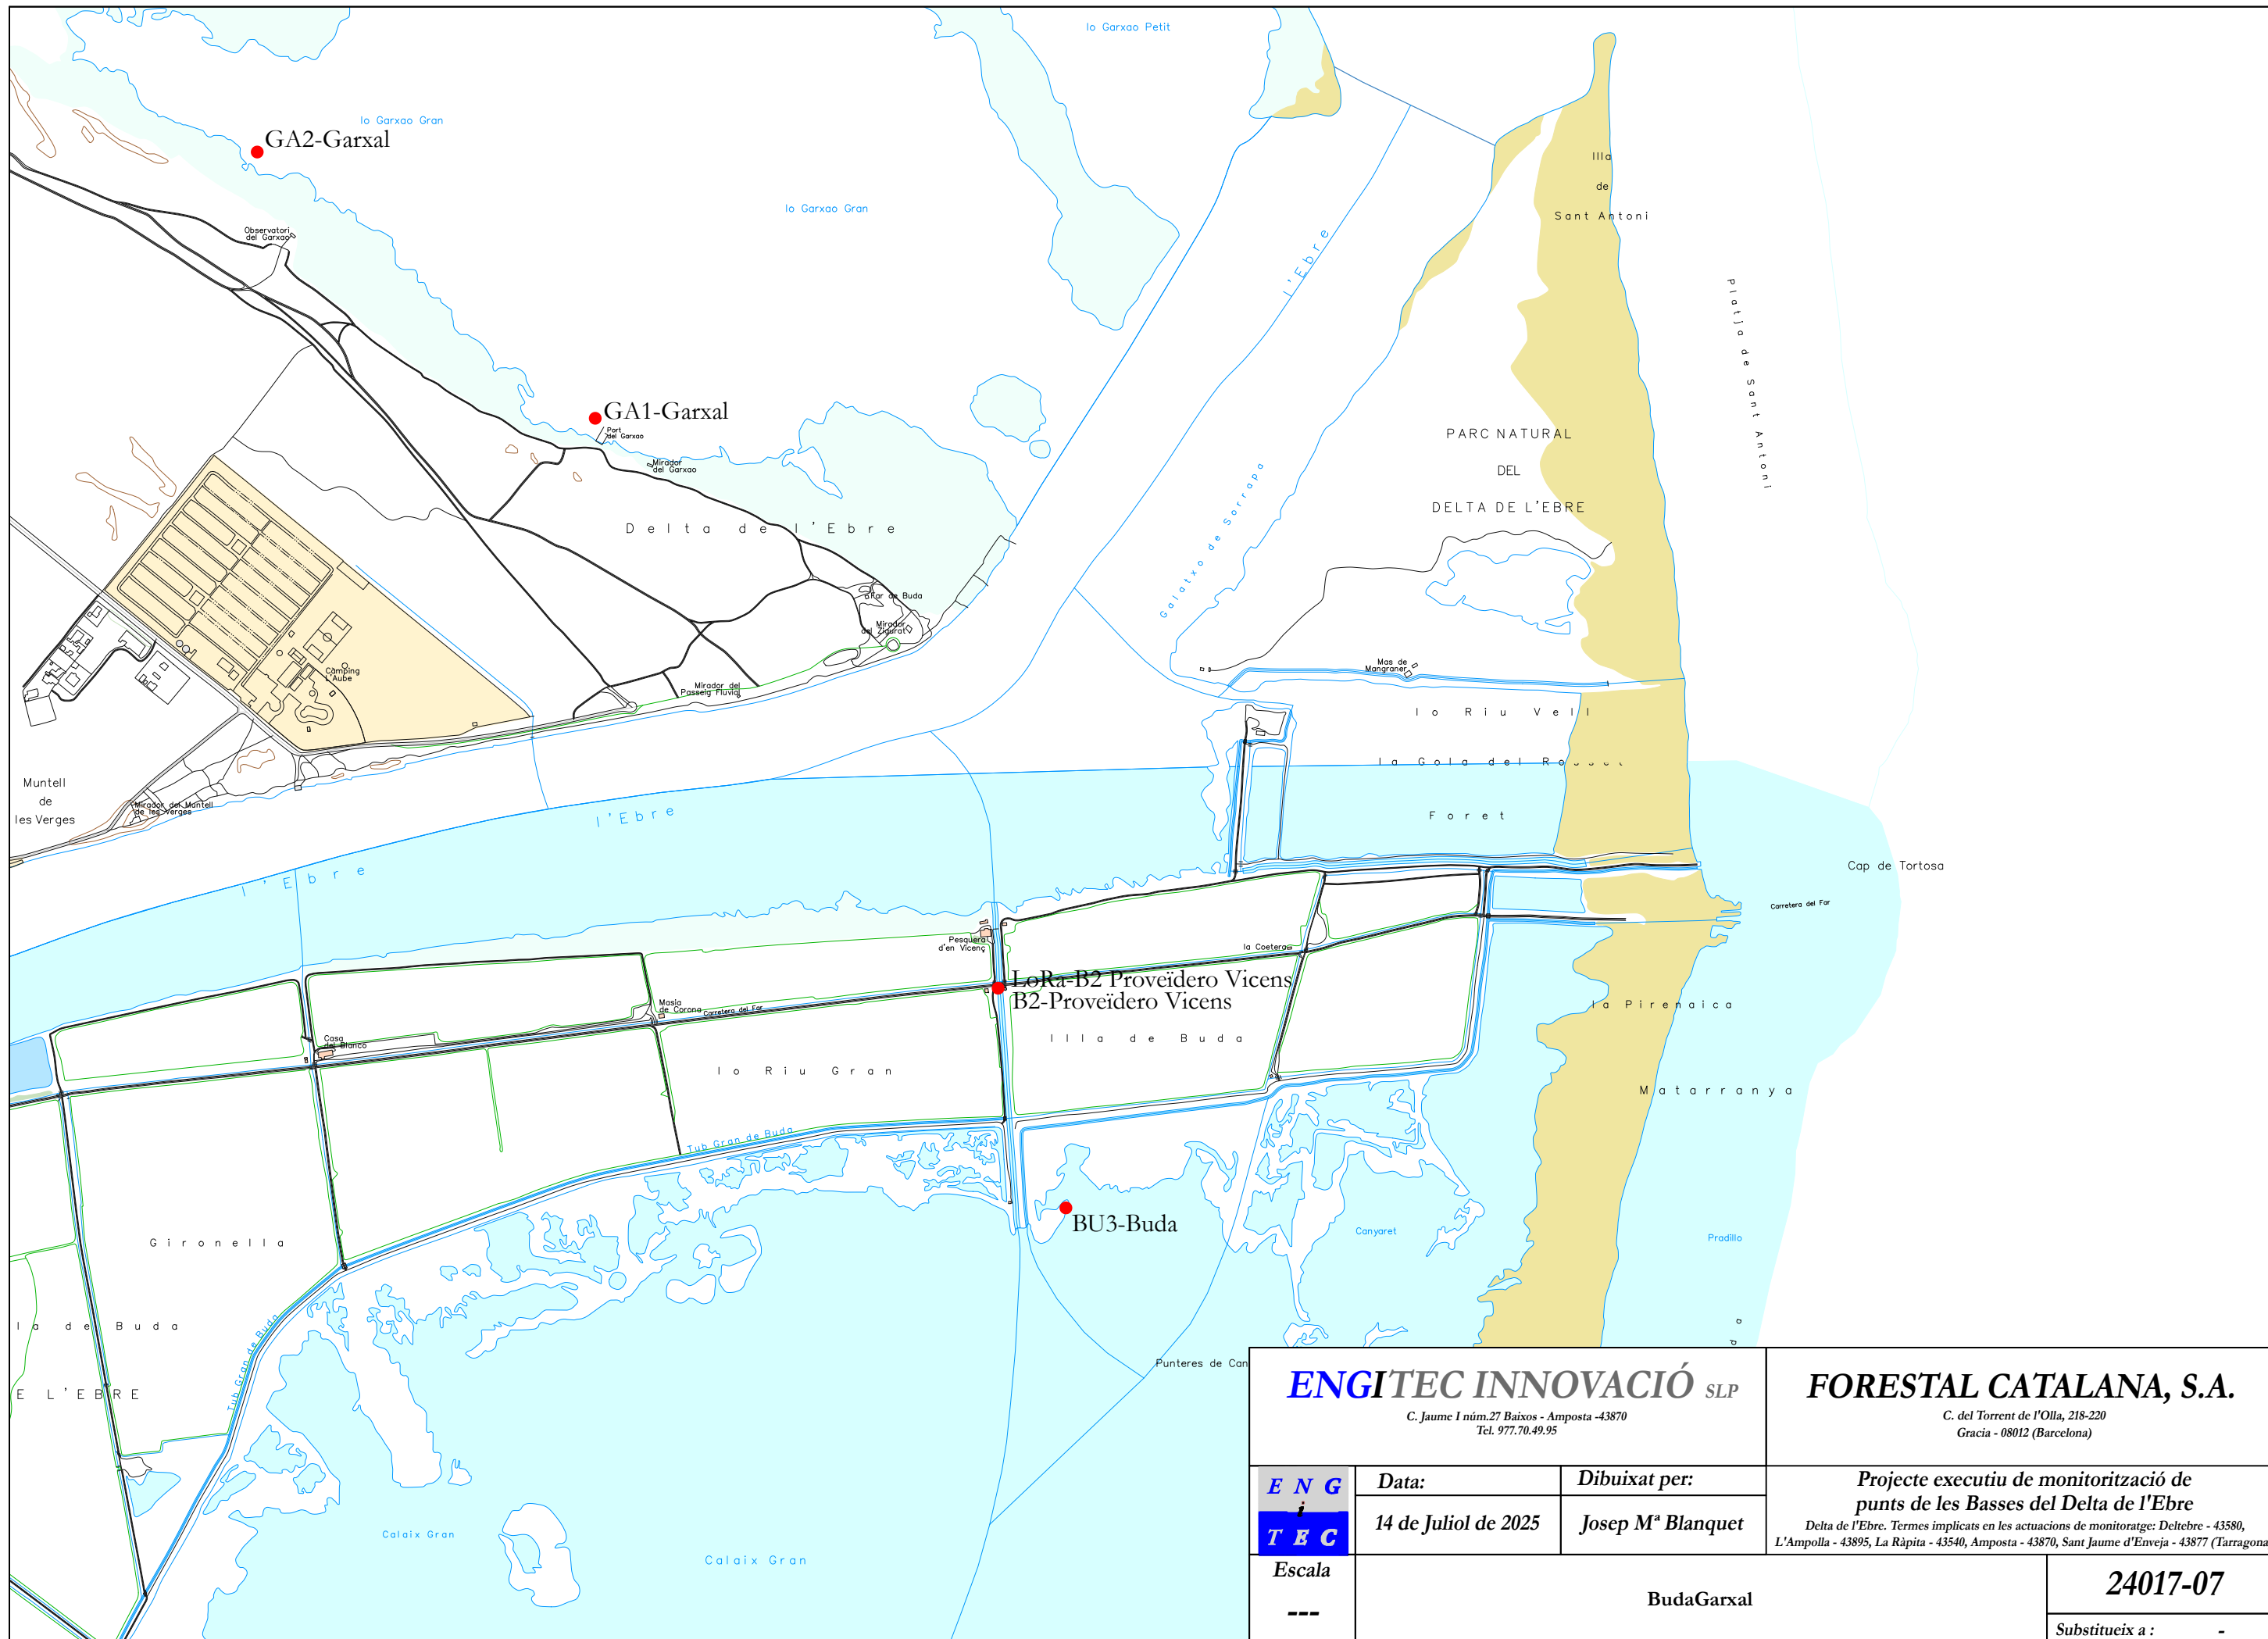 lo Garxao Petit
lo Garxao Gran
GA2-Garxal
lo Garxao Gran
Illa
de
Sant Antoni
Observatori
del Garxao
l'Ebre
Platja de Sant Antoni
GA1-Garxal
Port
del Garxao
Mirador
del Garxao
PARC NATURAL
DEL
DELTA DE L'EBRE
Galatxo de Sorrapa
Delta de l'Ebre
Far de Buda
Mirador
del Zigurat
Càmping
L'Aube
Mirador del
Passeig Fluvial
Mas de
Mangraner
lo Riu Vell
la Gola del
Foret
Muntell
de
les Verges
Mirador del Muntell
de les Verges
l'Ebre
l'Ebre
Cap de Tortosa
Carretera del Far
Pesquera
d'en Vicenç
la Coetera
LoRa-B2 Proveïdero Vicens
B2-Proveïdero Vicens
Masia
de Corona
Carretera del Far
la Pirenaica
Casa
del Blanco
Illa de Buda
lo Riu Gran
Matarranya
Tub Gran de Buda
BU3-Buda
Canyaret
Pradillo
Gironella
la de Buda
Tub Gran de Buda
E L'EBRE
Punteres de Can
Calaix Gran
Calaix Gran
ENGITEC INNOVACIÓ SLP
C. Jaume I núm.27 Baixos - Amposta -43870
Tel. 977.70.49.95
FORESTAL CATALANA, S.A.
C. del Torrent de l'Olla, 218-220
Gracia - 08012 (Barcelona)
ENG
i
TEC
Data:
14 de Juliol de 2025
Dibuixat per:
Josep Mª Blanquet
Projecte executiu de monitorització de
punts de les Basses del Delta de l'Ebre
Delta de l'Ebre. Termes implicats en les actuacions de monitoratge: Deltebre - 43580,
L'Ampolla - 43895, La Ràpita - 43540, Amposta - 43870, Sant Jaume d'Enveja - 43877 (Tarragona
Escala
---
BudaGarxal
24017-07
Substitueix a : -